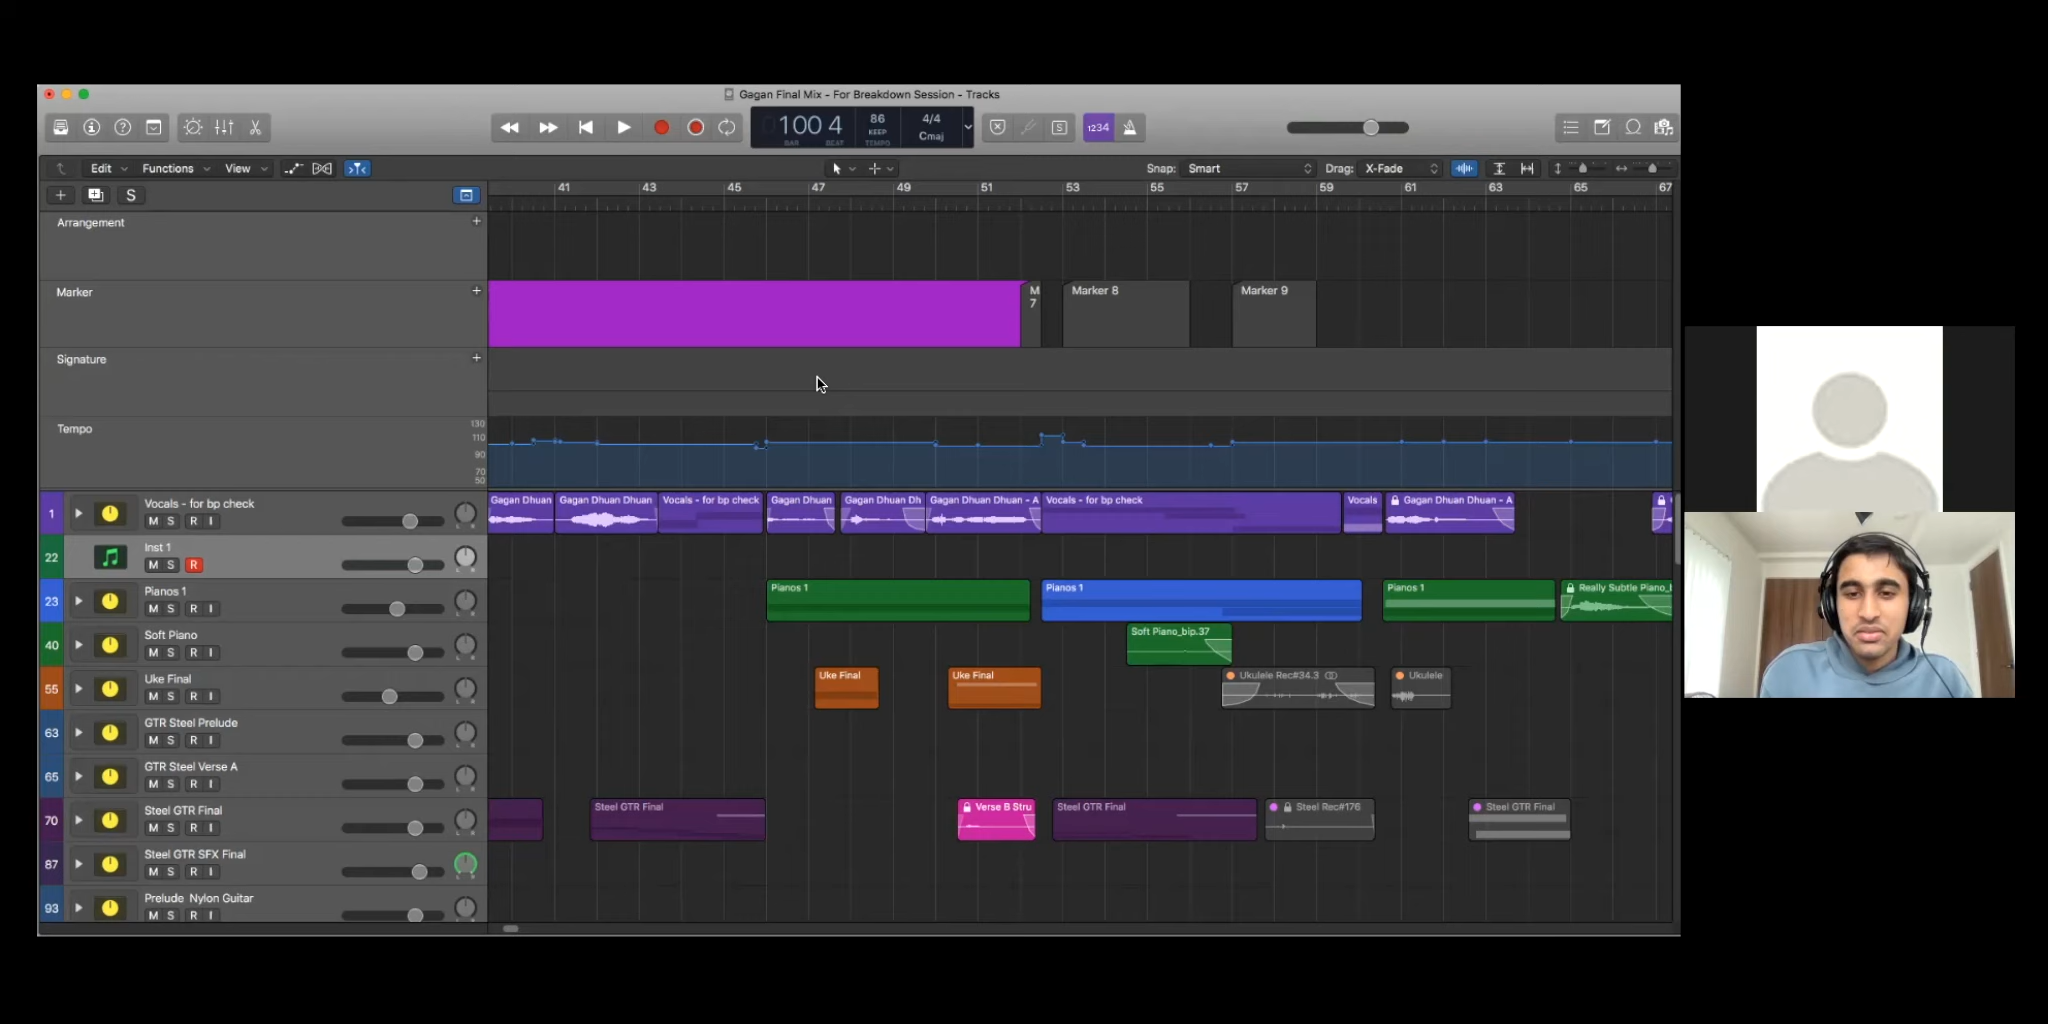 Gagan Final Mix - For Breakdown Session - Tracks
100 4
BAR BEAT
86
KEEP
TEMPO
4/4
Cmaj
S
1234
Edit
Functions
View
Snap: Smart
Drag: X-Fade
S
41 43 45 47 49 51 53 55 57 59 61 63 65 67
Arrangement
Marker
M 7
Marker 8
Marker 9
Signature
Tempo
130
110
90
70
50
1
Vocals - for bp check
M S R I
Gagan Dhuan
Gagan Dhuan Dhuan
Vocals - for bp check
Gagan Dhuan
Gagan Dhuan Dh
Gagan Dhuan Dhuan - A
Vocals - for bp check
Vocals
Gagan Dhuan Dhuan - A
22
Inst 1
M S R
23
Pianos 1
M S R I
Pianos 1
Pianos 1
Pianos 1
Really Subtle Piano_
40
Soft Piano
M S R I
Soft Piano_bip.37
55
Uke Final
M S R I
Uke Final
Uke Final
Ukulele Rec#34.3
Ukulele
63
GTR Steel Prelude
M S R I
65
GTR Steel Verse A
M S R I
70
Steel GTR Final
M S R I
Steel GTR Final
Verse B Stru
Steel GTR Final
Steel Rec#176
Steel GTR Final
87
Steel GTR SFX Final
M S R I
93
Prelude Nylon Guitar
M S R I